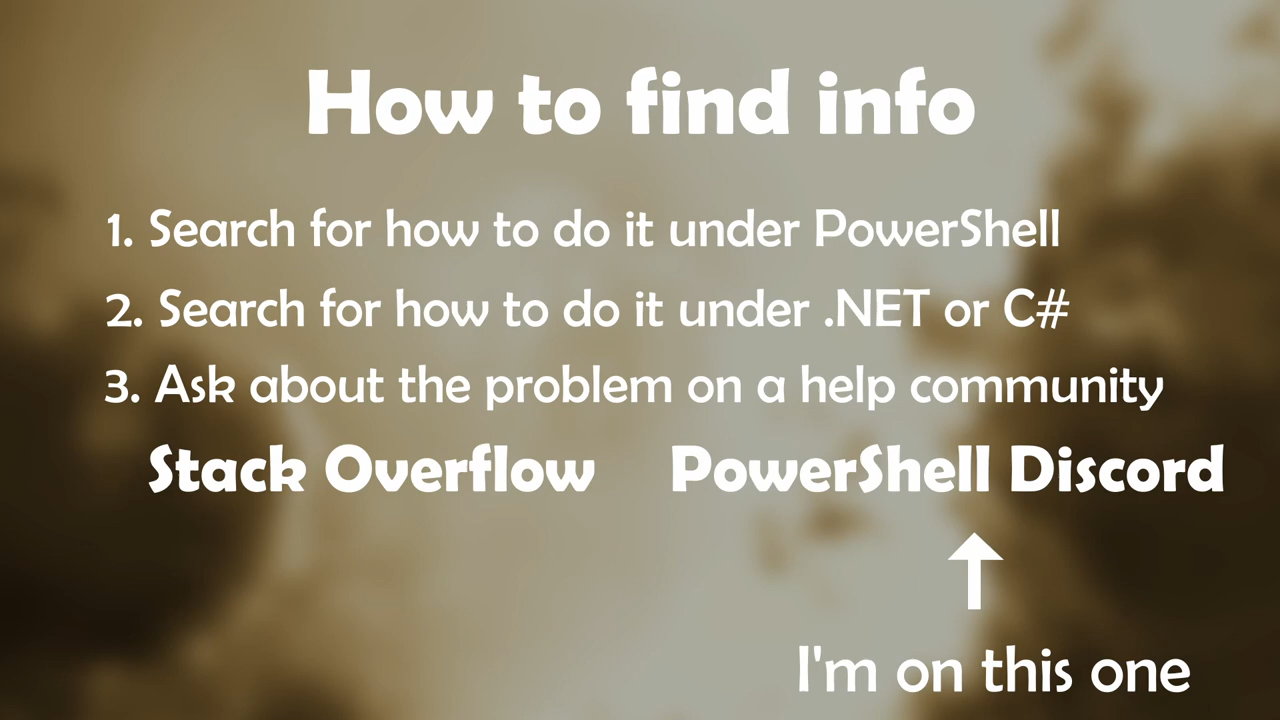 How to find info
1. Search for how to do it under PowerShell
2. Search for how to do it under .NET or C#
3. Ask about the problem on a help community
Stack Overflow PowerShell Discord
I'm on this one